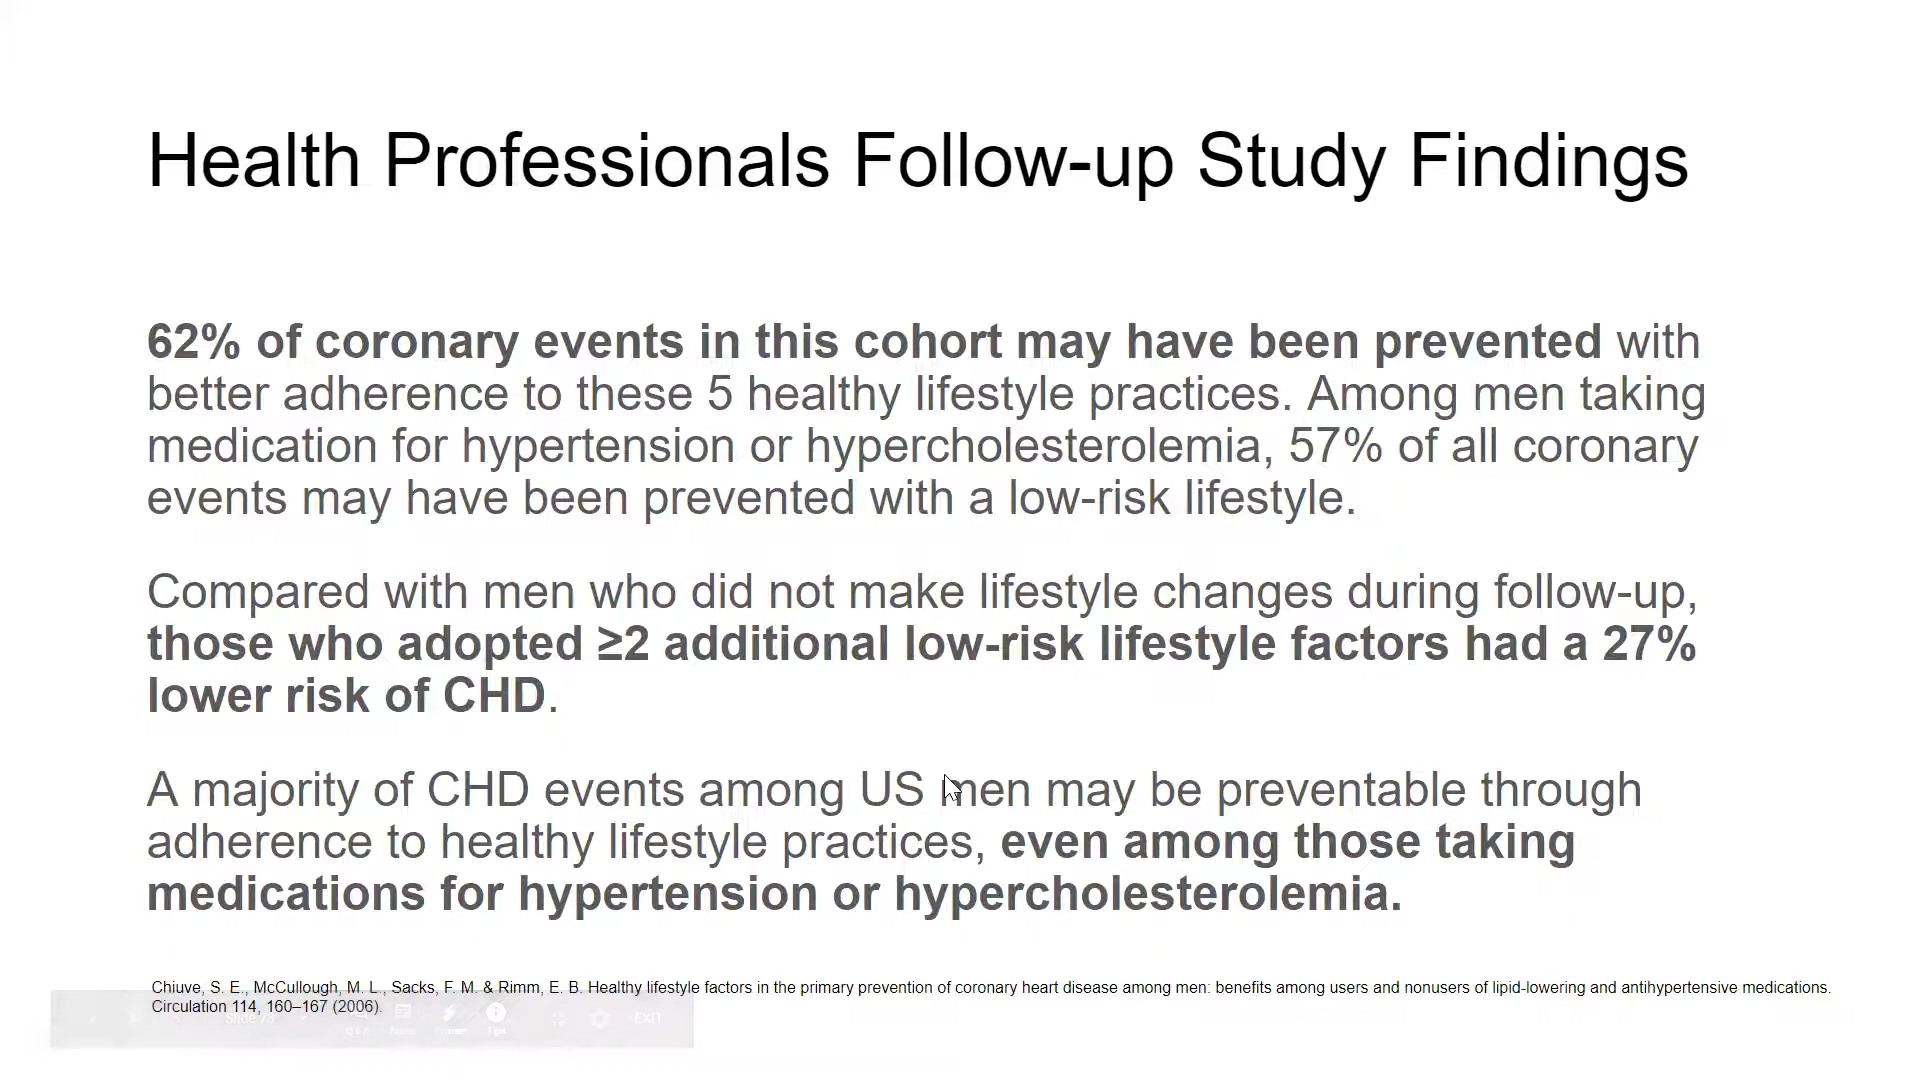 Health Professionals Follow-up Study Findings
62% of coronary events in this cohort may have been prevented with
better adherence to these 5 healthy lifestyle practices. Among men taking
medication for hypertension or hypercholesterolemia, 57% of all coronary
events may have been prevented with a low-risk lifestyle.
Compared with men who did not make lifestyle changes during follow-up,
those who adopted ≥2 additional low-risk lifestyle factors had a 27%
lower risk of CHD.
A majority of CHD events among US men may be preventable through
adherence to healthy lifestyle practices, even among those taking
medications for hypertension or hypercholesterolemia.
Chiuve, S. E., McCullough, M. L., Sacks, F. M. & Rimm, E. B. Healthy lifestyle factors in the primary prevention of coronary heart disease among men: benefits among users and nonusers of lipid-lowering and antihypertensive medications.
Circulation 114, 160–167 (2006).
Slide
Tips
EXIT